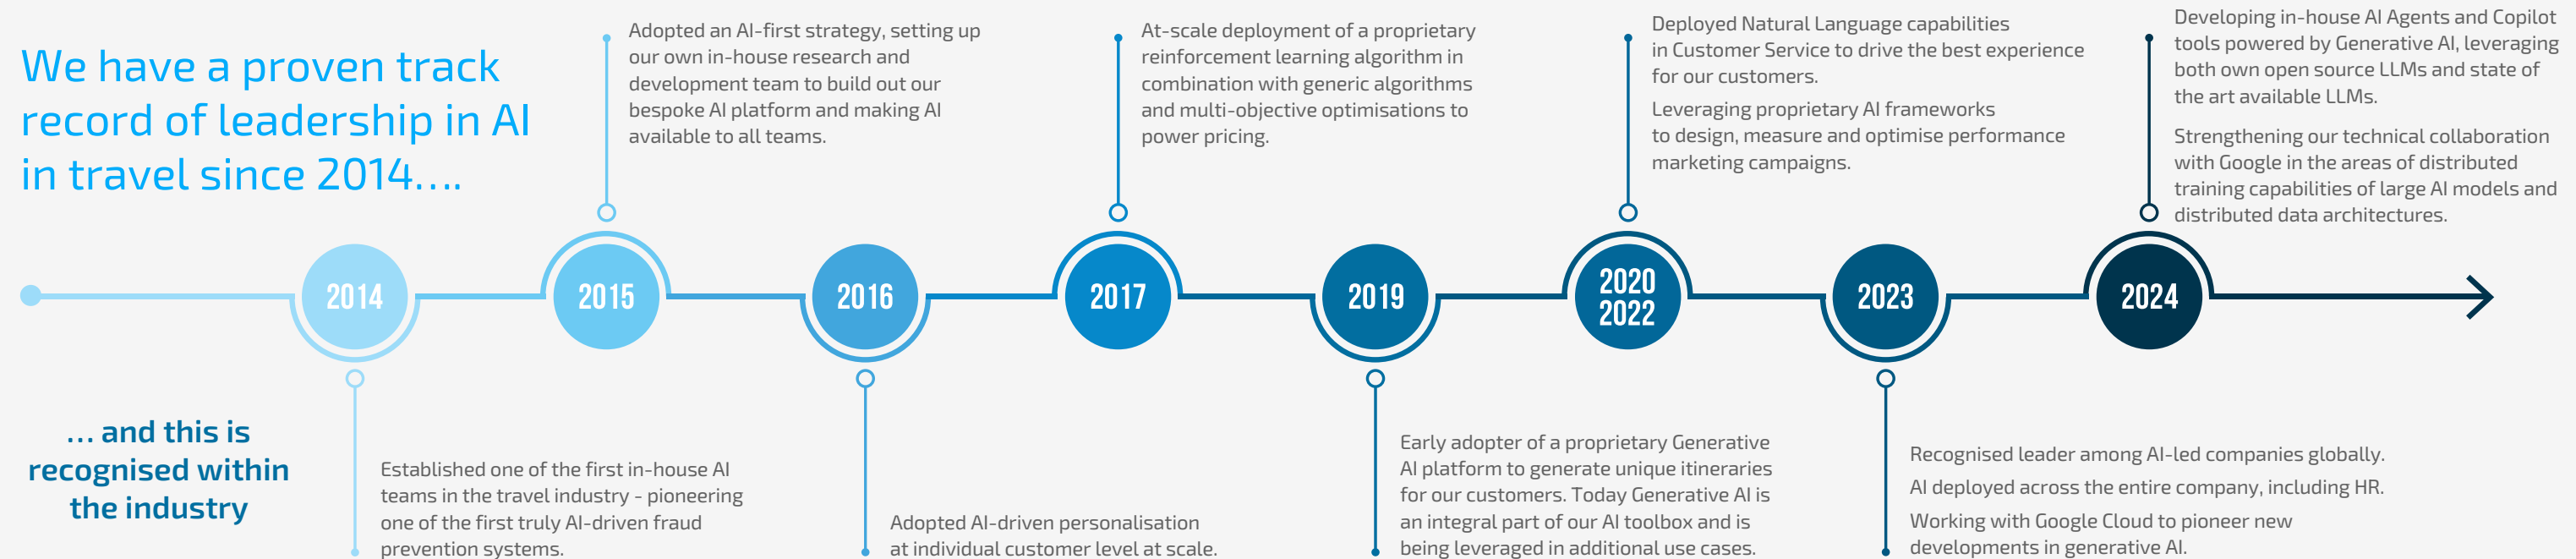 We have a proven track
record of leadership in AI
in travel since 2014....
Adopted an AI-first strategy, setting up
our own in-house research and
development team to build out our
bespoke AI platform and making AI
available to all teams.
At-scale deployment of a proprietary
reinforcement learning algorithm in
combination with generic algorithms
and multi-objective optimisations to
power pricing.
Deployed Natural Language capabilities
in Customer Service to drive the best experience
for our customers.
Leveraging proprietary AI frameworks
to design, measure and optimise performance
marketing campaigns.
Developing in-house AI Agents and Copilot
tools powered by Generative AI, leveraging
both own open source LLMs and state of
the art available LLMs.
Strengthening our technical collaboration
with Google in the areas of distributed
training capabilities of large AI models and
distributed data architectures.
2014
2015
2016
2017
2019
2020
2022
2023
2024
... and this is
recognised within
the industry
Established one of the first in-house AI
teams in the travel industry - pioneering
one of the first truly AI-driven fraud
prevention systems.
Adopted AI-driven personalisation
at individual customer level at scale.
Early adopter of a proprietary Generative
AI platform to generate unique itineraries
for our customers. Today Generative AI is
an integral part of our AI toolbox and is
being leveraged in additional use cases.
Recognised leader among AI-led companies globally.
AI deployed across the entire company, including HR.
Working with Google Cloud to pioneer new
developments in generative AI.